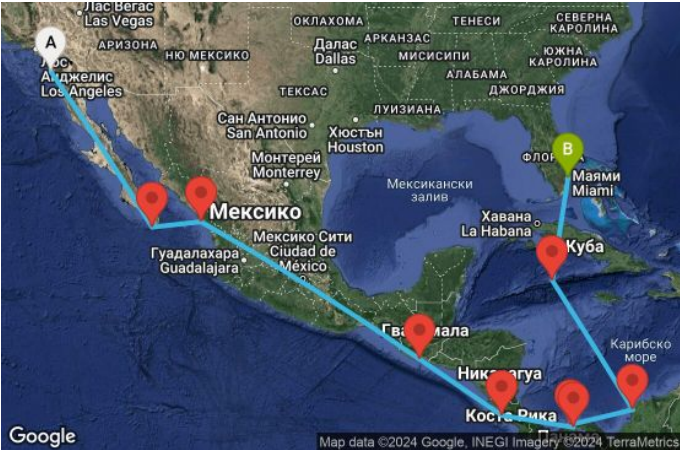 Лас Вегас
Las Vegas
ОКЛАХОМА
ТЕНЕСИ
СЕВЕРНА
КАРОЛИНА
A
АРИЗОНА
НЮ МЕКСИКО
Далас
Dallas
АРКАНЗАС
МИСИСИПИ
ЮЖНА
КАРОЛИНА
АЛАБАМА
Лос
Анджелис
Los Angeles
ТЕКСАС
ДЖОРДЖИЯ
ЛУИЗИАНА
Сан Антонио
San Antonio
Хюстън
Houston
B
Монтерей
Monterrey
Мексикански
залив
Маями
Miami
Мексико
Хавана
La Habana
Куба
Гуадалахара
Guadalajara
Мексико Сити
Ciudad de
México
Карибско
море
Коста Рика
Google
Map data ©2024 Google, INEGI Imagery ©2024 TerraMetrics